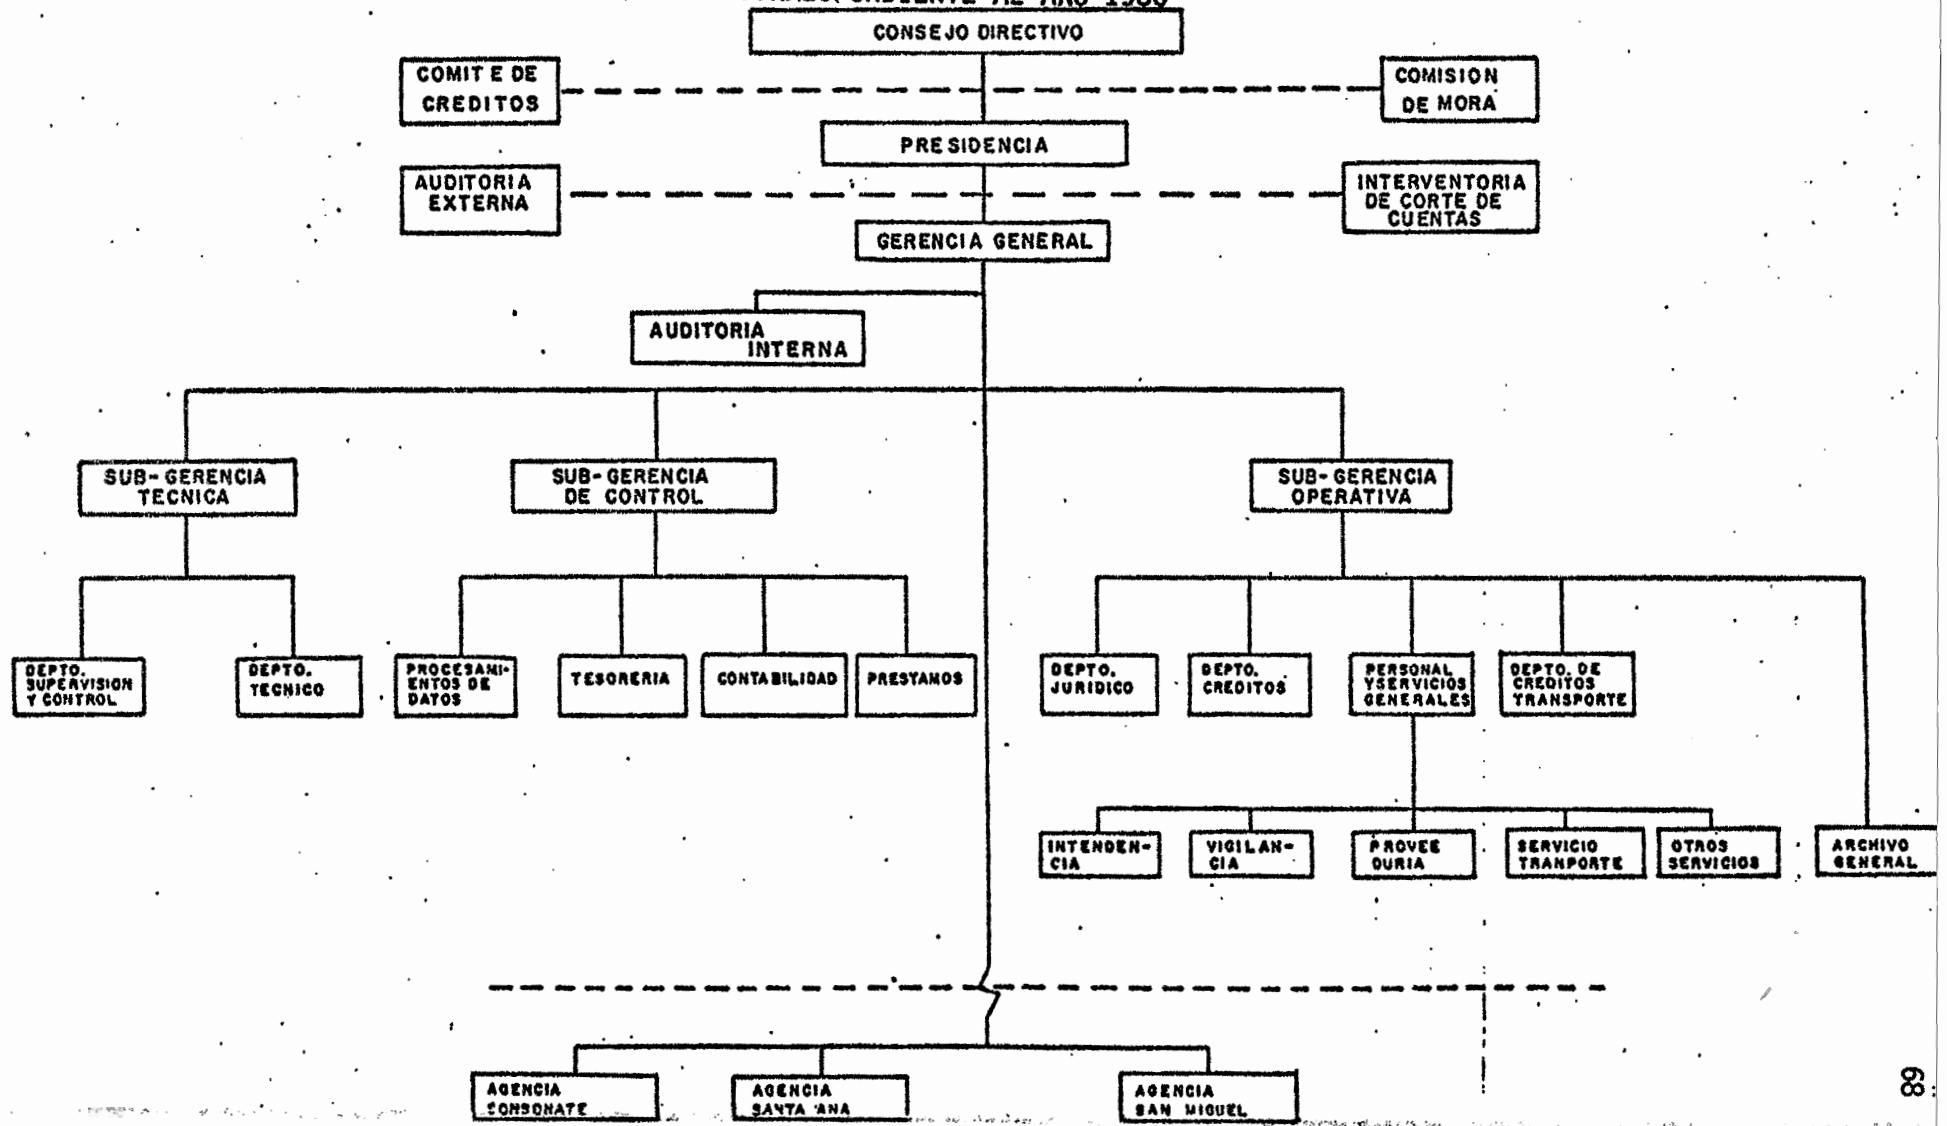 CONSEJO DIRECTIVO
COMITE DE
CREDITOS
COMISION
DE MORA
PRESIDENCIA
AUDITORIA
EXTERNA
INTERVENTORIA
DE CORTE DE
CUENTAS
GERENCIA GENERAL
AUDITORIA
INTERNA
SUB-GERENCIA
TECNICA
SUB-GERENCIA
DE CONTROL
SUB-GERENCIA
OPERATIVA
DEPTO.
SUPERVISION
Y CONTROL
DEPTO.
TECNICO
PROCESAMI-
ENTOS DE
DATOS
TESORERIA
CONTABILIDAD
PRESTAMOS
DEPTO.
JURIDICO
DEPTO.
CREDITOS
PERSONAL
Y SERVICIOS
GENERALES
DEPTO. DE
CREDITOS
TRANSPORTE
INTENDEN-
CIA
VIGILAN-
CIA
PROVEE
DURIA
SERVICIO
TRANPORTE
OTROS
SERVICIOS
ARCHIVO
GENERAL
AGENCIA
SONSONATE
AGENCIA
SANTA ANA
AGENCIA
SAN MIGUEL
89